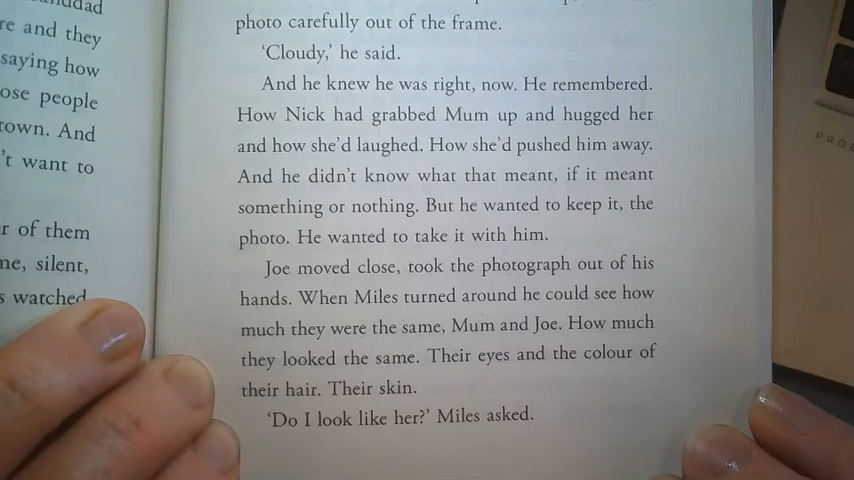 re and they
saying how
ose people
town. And
't want to
r of them
me, silent,
s watched
photo carefully out of the frame.
‘Cloudy,’ he said.
And he knew he was right, now. He remembered.
How Nick had grabbed Mum up and hugged her
and how she’d laughed. How she’d pushed him away.
And he didn’t know what that meant, if it meant
something or nothing. But he wanted to keep it, the
photo. He wanted to take it with him.
Joe moved close, took the photograph out of his
hands. When Miles turned around he could see how
much they were the same, Mum and Joe. How much
they looked the same. Their eyes and the colour of
their hair. Their skin.
‘Do I look like her?’ Miles asked.